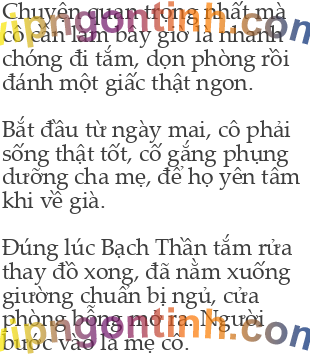 Chuyện quan trọng nhất mà
cô cần làm bây giờ là nhanh
chóng đi tắm, dọn phòng rồi
đánh một giấc thật ngon.
Bắt đầu từ ngày mai, cô phải
sống thật tốt, cố gắng phụng
dưỡng cha mẹ, để họ yên tâm
khi về già.
Đúng lúc Bạch Thần tắm rửa
thay đồ xong, đã nằm xuống
giường chuẩn bị ngủ, cửa
phòng bỗng mở ra. Người
bước vào là mẹ cô.
vipngontinh.com
vipngontinh.com